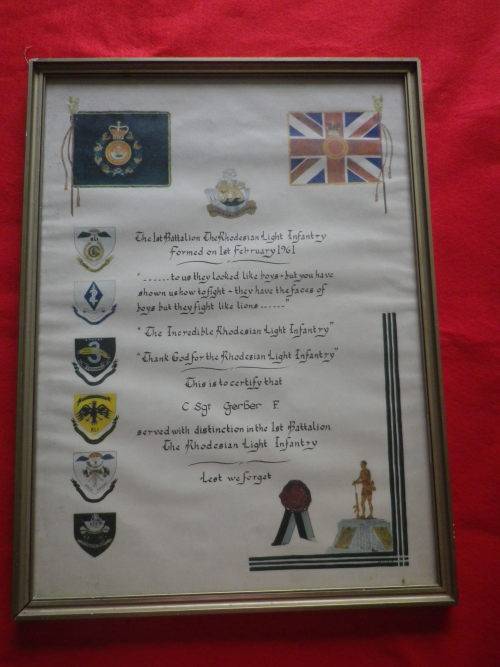 The 1st Battalion The Rhodesian Light Infantry
Formed on 1st February 1961
"......to us they looked like boys - but you have
shown us how to fight - they have the faces of
boys but they fight like lions ......"
"The Incredible Rhodesian Light Infantry"
"Thank God for the Rhodesian Light Infantry"
This is to certify that
C Sgt Gerber F.
served with distinction in the 1st Battalion
The Rhodesian Light Infantry
Lest we forget
RLI
3
RLI